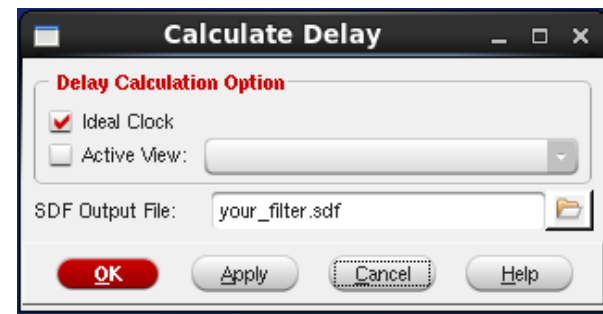 Calculate Delay
Delay Calculation Option
Ideal Clock
Active View:
SDF Output File: your_filter.sdf
OK Apply Cancel Help